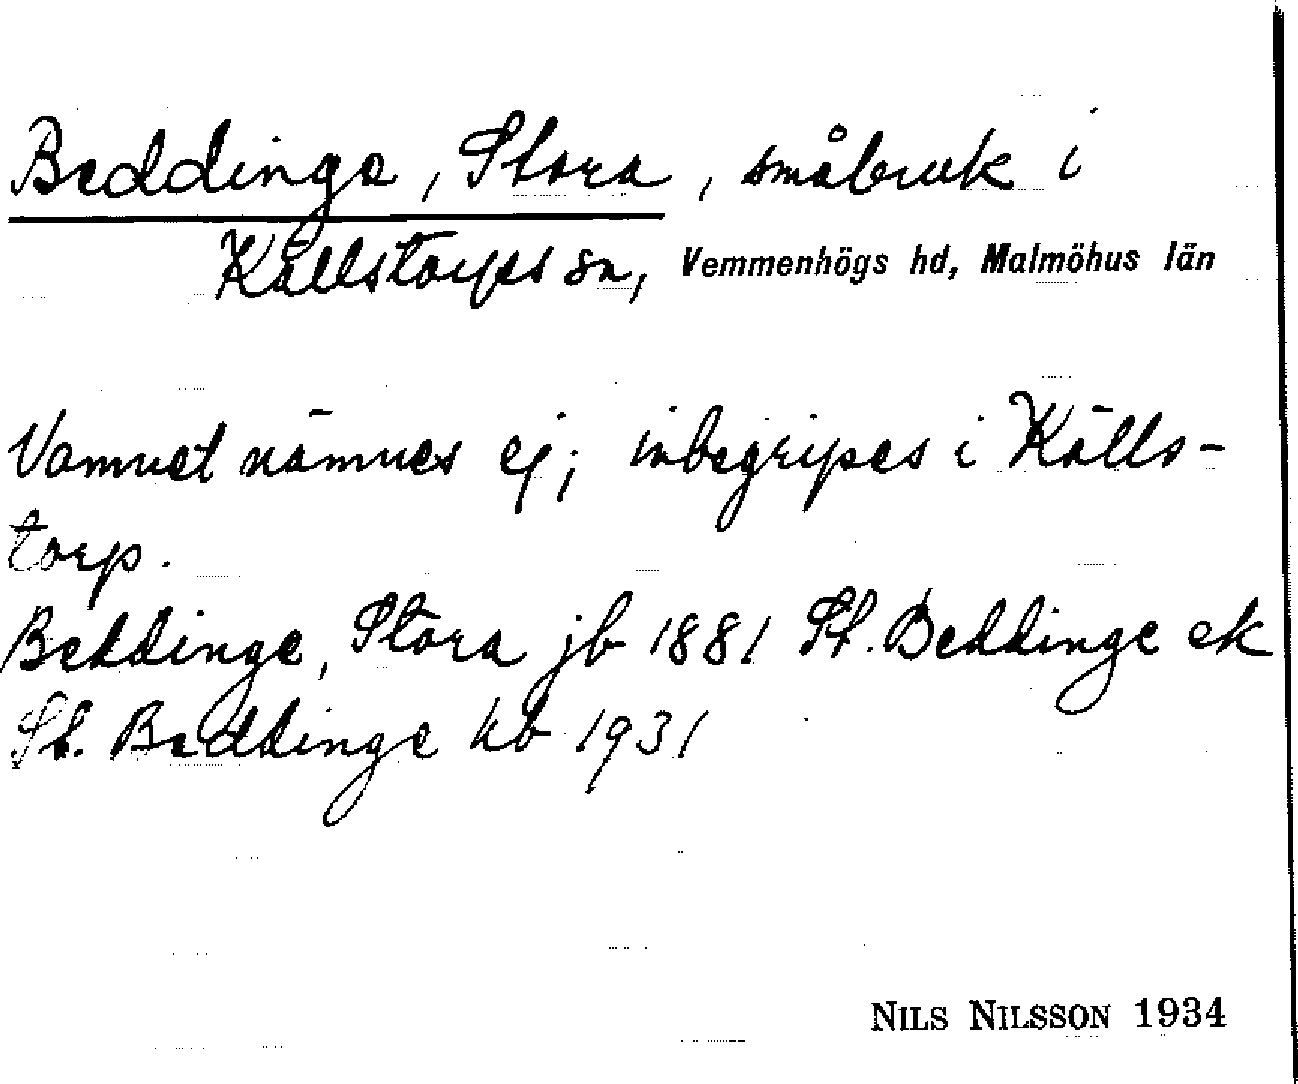 Beddinge, Stora, småbruk i
Källstorps sn, Vemmenhögs hd, Malmöhus län
Namnet nämnes ej; inbegripes i Källs-
torp.
Beddinge, Stora jb 1881 St. Beddinge ek
St. Beddinge kb 1931
NILS NILSSON 1934